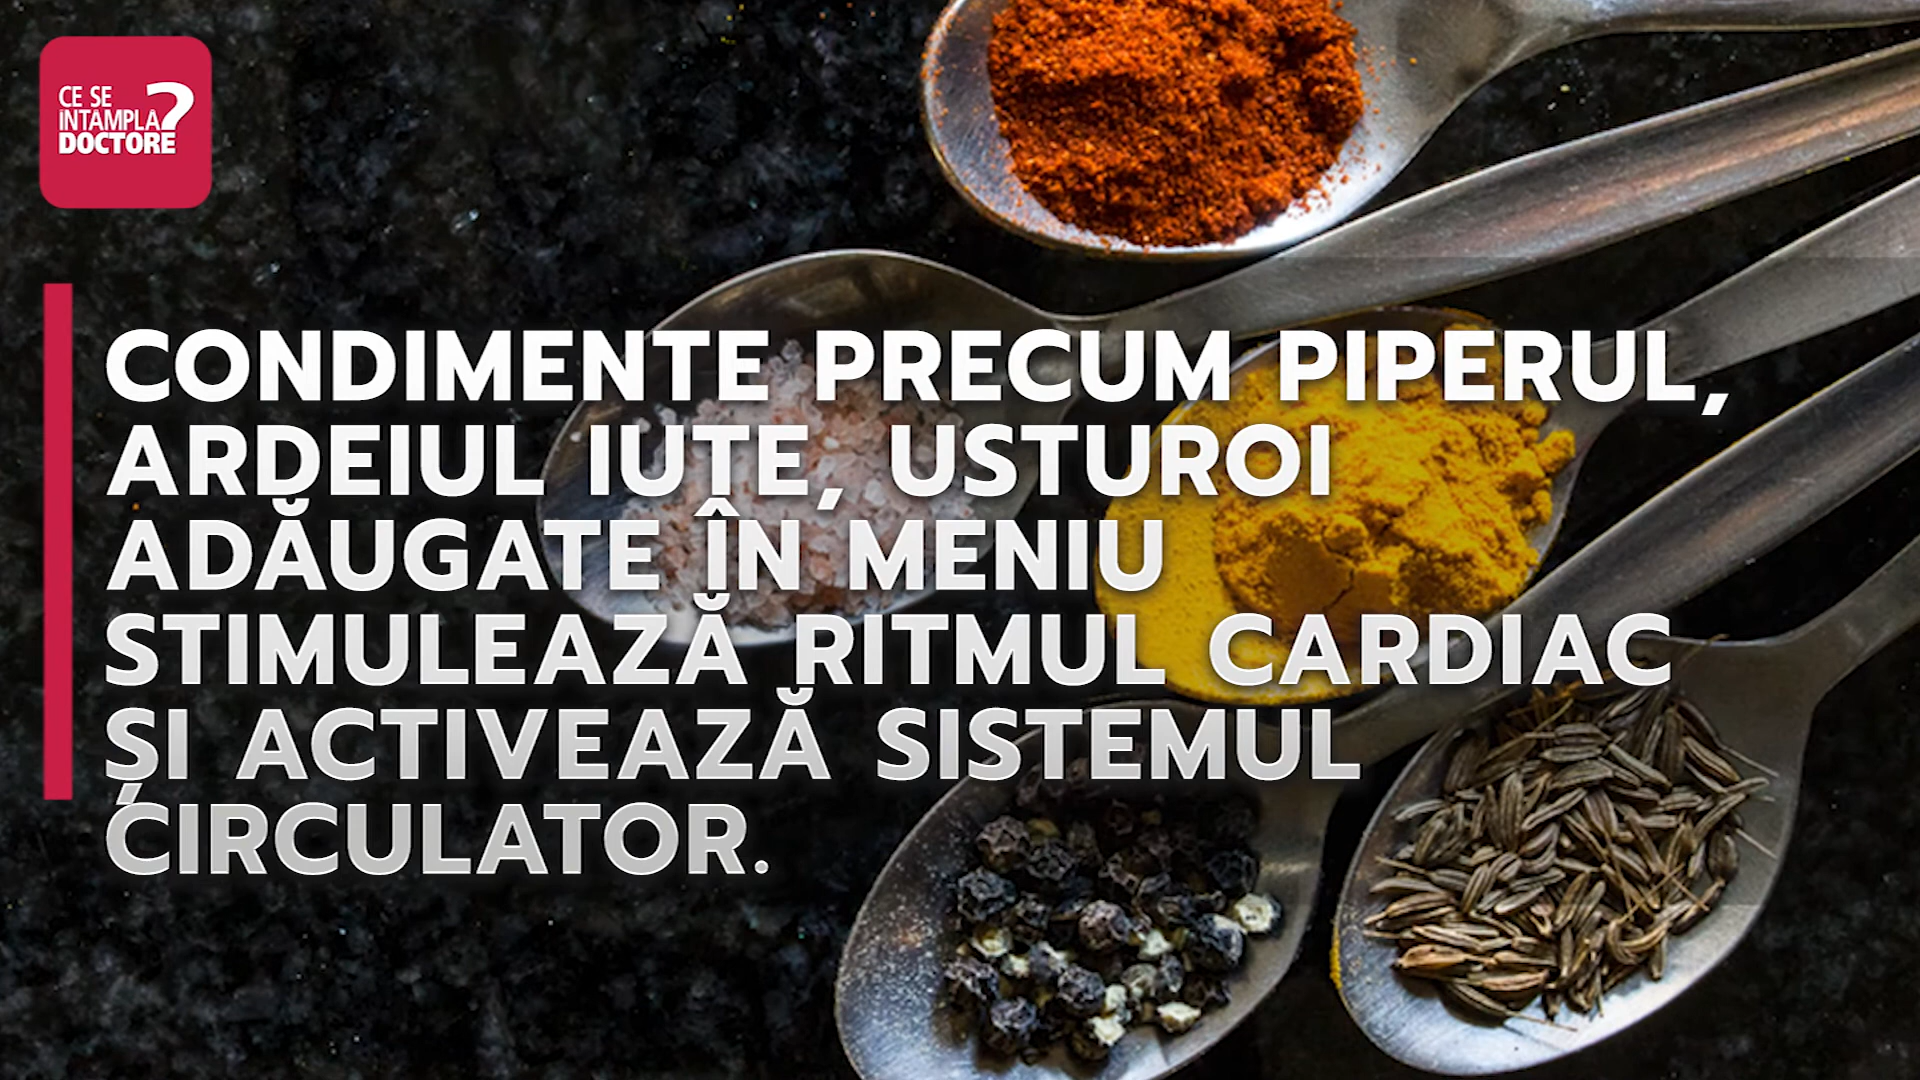 CE SE
INTAMPLA?
DOCTORE
CONDIMENTE PRECUM PIPERUL,
ARDEIUL IUTE, USTUROI
ADĂUGATE ÎN MENIU
STIMULEAZĂ RITMUL CARDIAC
ȘI ACTIVEAZĂ SISTEMUL
CIRCULATOR.